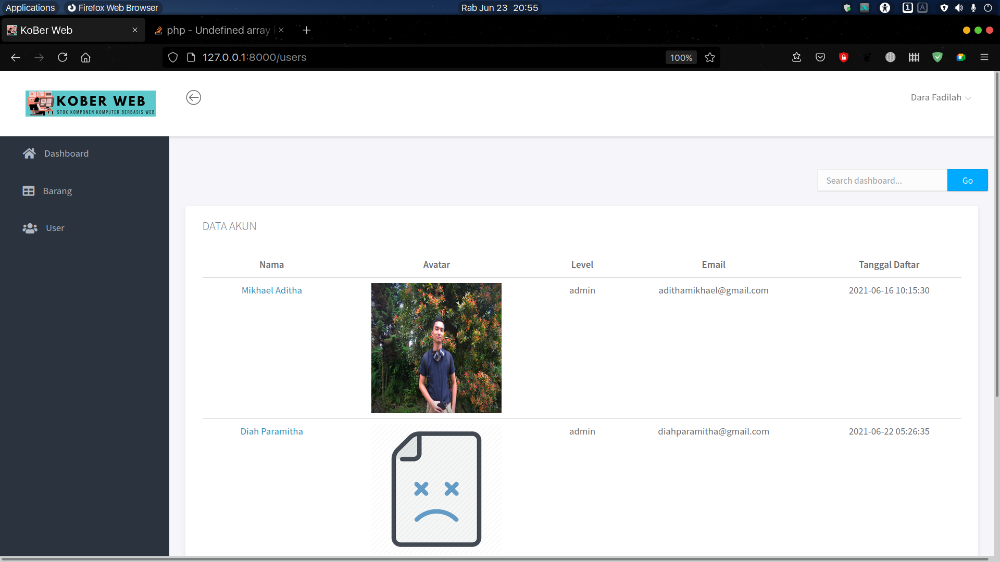 Applications Firefox Web Browser Rab Jun 23 20:55 1 A
KoBer Web php - Undefined array
127.0.0.1:8000/users 100%
KOBER WEB
STOK KOMPONEN KOMPUTER BERBASIS WEB
Dara Fadilah
Dashboard
Barang
User
Search dashboard... Go
DATA AKUN
Nama Avatar Level Email Tanggal Daftar
Mikhael Aditha admin adithamikhael@gmail.com 2021-06-16 10:15:30
Diah Paramitha admin diahparamitha@gmail.com 2021-06-22 05:26:35